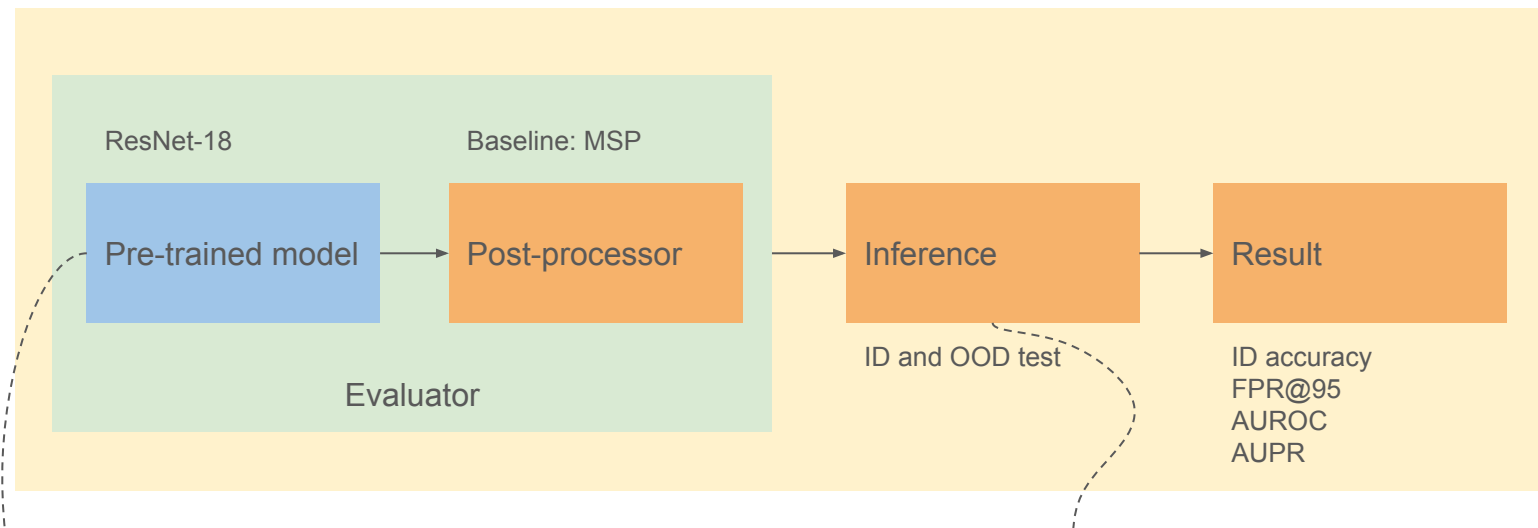 ResNet-18
Baseline: MSP
Pre-trained model
Post-processor
Inference
Result
ID and OOD test
ID accuracy
FPR@95
AUROC
AUPR
Evaluator